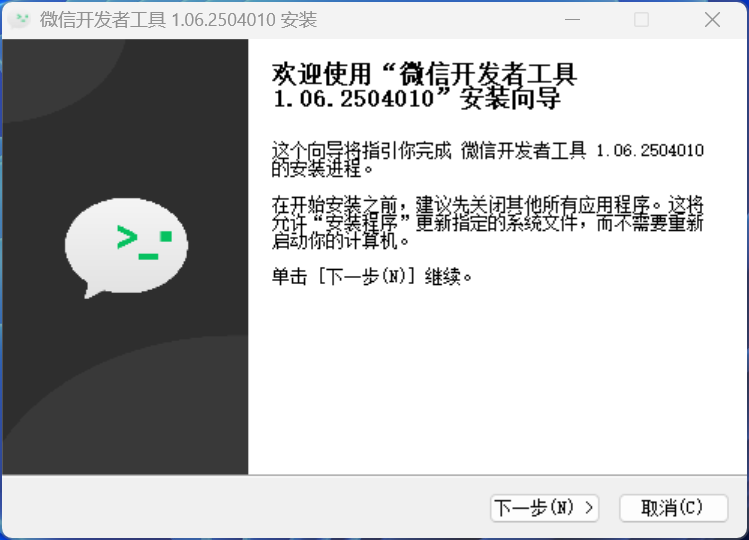 微信开发者工具 1.06.2504010 安装
欢迎使用“微信开发者工具
1.06.2504010”安装向导
这个向导将指引你完成 微信开发者工具 1.06.2504010
的安装进程。
在开始安装之前，建议先关闭其他所有应用程序。这将
允许“安装程序”更新指定的系统文件，而不需要重新
启动你的计算机。
单击 [下一步(N)] 继续。
下一步(N) >
取消(C)